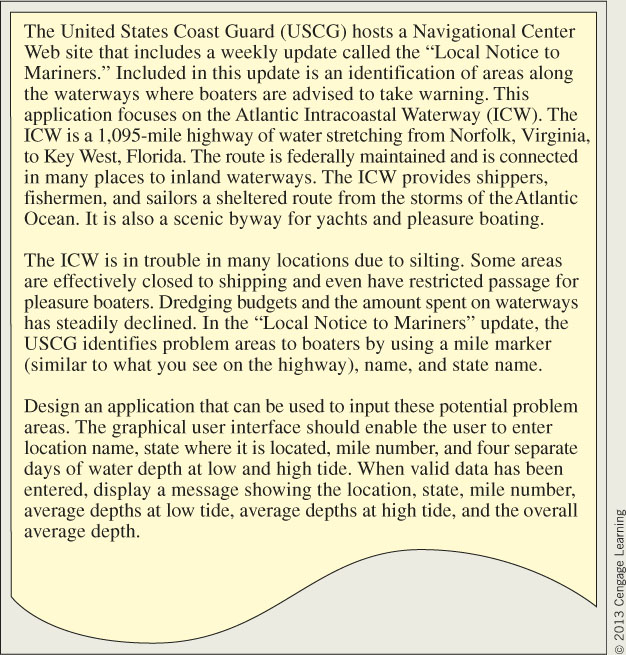 The United States Coast Guard (USCG) hosts a Navigational Center
Web site that includes a weekly update called the “Local Notice to
Mariners.” Included in this update is an identification of areas along
the waterways where boaters are advised to take warning. This
application focuses on the Atlantic Intracoastal Waterway (ICW). The
ICW is a 1,095-mile highway of water stretching from Norfolk, Virginia,
to Key West, Florida. The route is federally maintained and is connected
in many places to inland waterways. The ICW provides shippers,
fishermen, and sailors a sheltered route from the storms of the Atlantic
Ocean. It is also a scenic byway for yachts and pleasure boating.
The ICW is in trouble in many locations due to silting. Some areas
are effectively closed to shipping and even have restricted passage for
pleasure boaters. Dredging budgets and the amount spent on waterways
has steadily declined. In the “Local Notice to Mariners” update, the
USCG identifies problem areas to boaters by using a mile marker
(similar to what you see on the highway), name, and state name.
Design an application that can be used to input these potential problem
areas. The graphical user interface should enable the user to enter
location name, state where it is located, mile number, and four separate
days of water depth at low and high tide. When valid data has been
entered, display a message showing the location, state, mile number,
average depths at low tide, average depths at high tide, and the overall
average depth.
© 2013 Cengage Learning